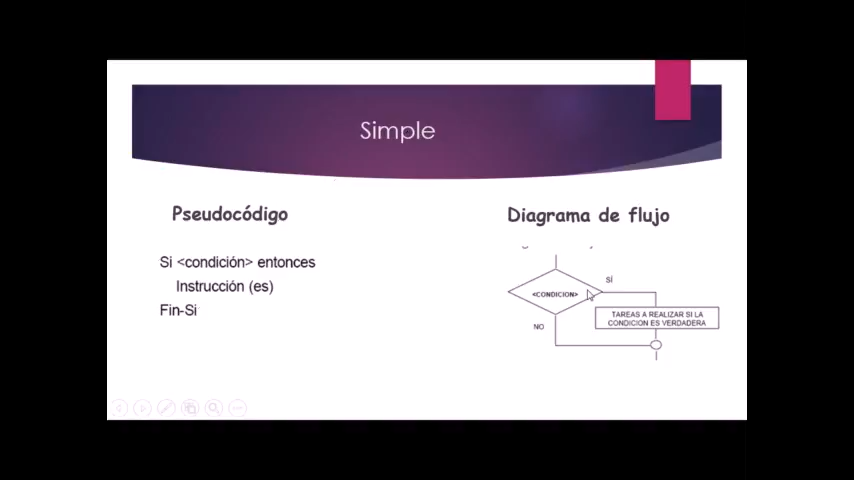 Simple
Pseudocódigo
Diagrama de flujo
Si <condición> entonces
Instrucción (es)
Fin-Si
SÍ
<CONDICION>
TAREAS A REALIZAR SI LA
CONDICION ES VERDADERA
NO